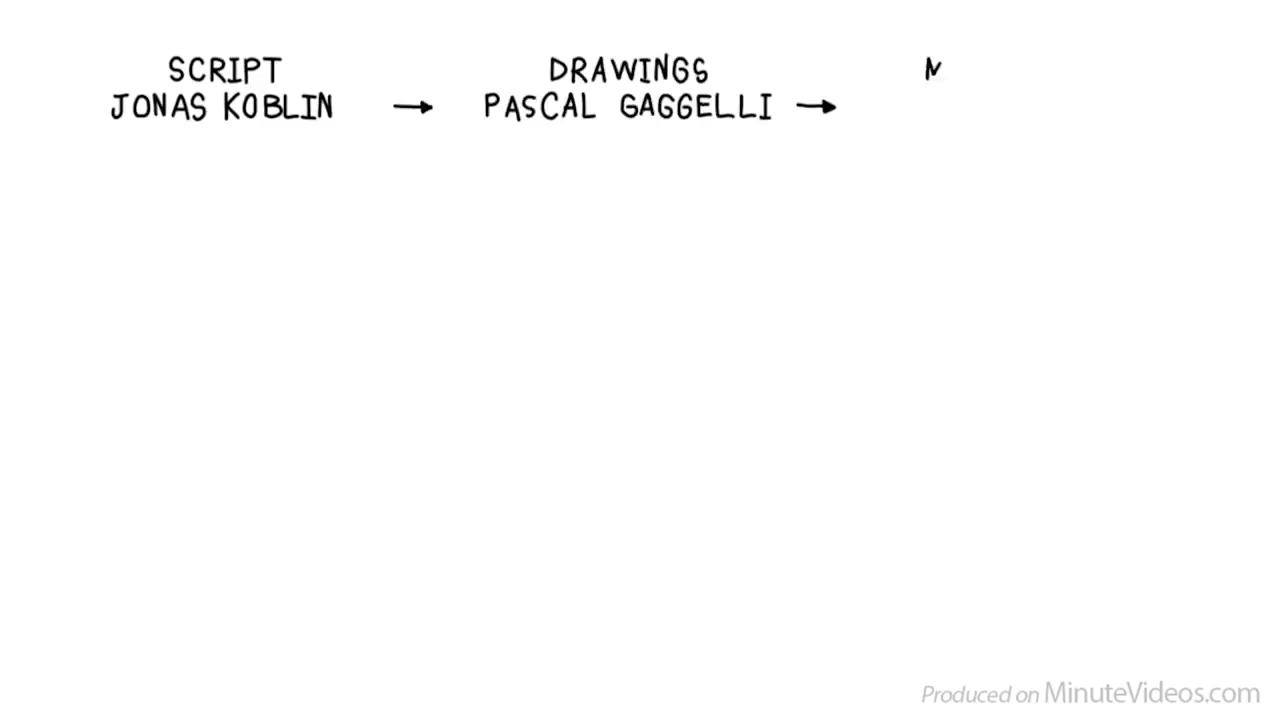 SCRIPT
JONAS KOBLIN → DRAWINGS
PASCAL GAGGELLI →
Produced on MinuteVideos.com